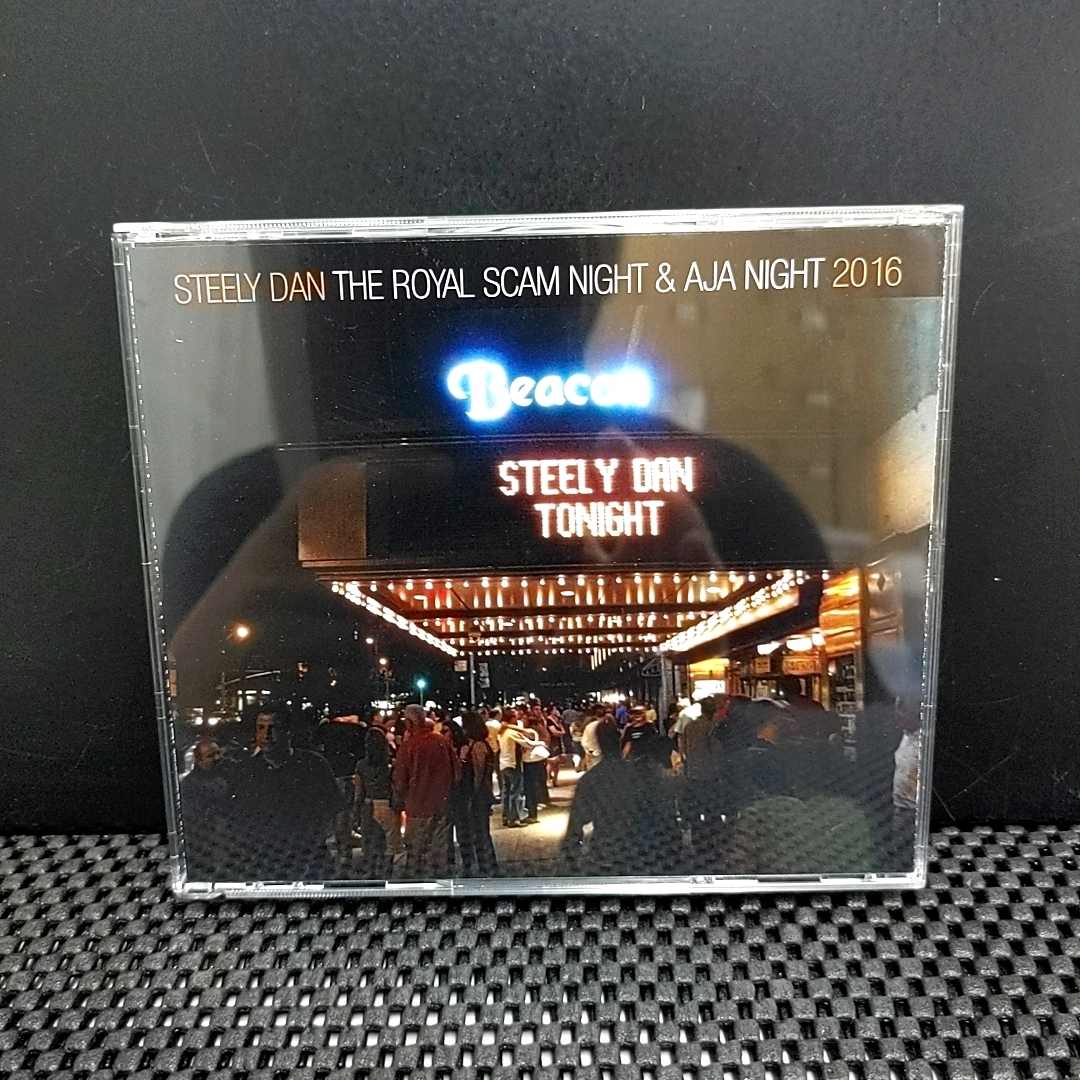 STEELY DAN THE ROYAL SCAM NIGHT & AJA NIGHT 2016
Beacon
STEELY DAN
TONIGHT